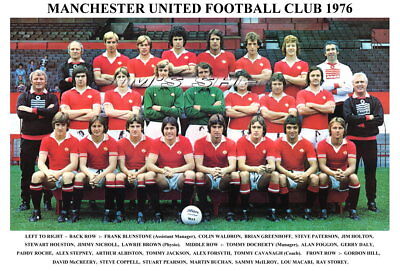 MANCHESTER UNITED FOOTBALL CLUB 1976
LEFT TO RIGHT - BACK ROW :- FRANK BLUNSTONE (Assistant Manager), COLIN WALDRON, BRIAN GREENHOFF, STEVE PATERSON, JIM HOLTON,
STEWART HOUSTON, JIMMY NICHOLL, LAWRIE BROWN (Physio). MIDDLE ROW :- TOMMY DOCHERTY (Manager), ALAN FOGGON, GERRY DALY,
PADDY ROCHE, ALEX STEPNEY, ARTHUR ALBISTON, TOMMY JACKSON, ALEX FORSYTH, TOMMY CAVANAGH (Coach). FRONT ROW :- GORDON HILL,
DAVID McCREERY, STEVE COPPELL, STUART PEARSON, MARTIN BUCHAN, SAMMY McILROY, LOU MACARI, RAY STOREY.